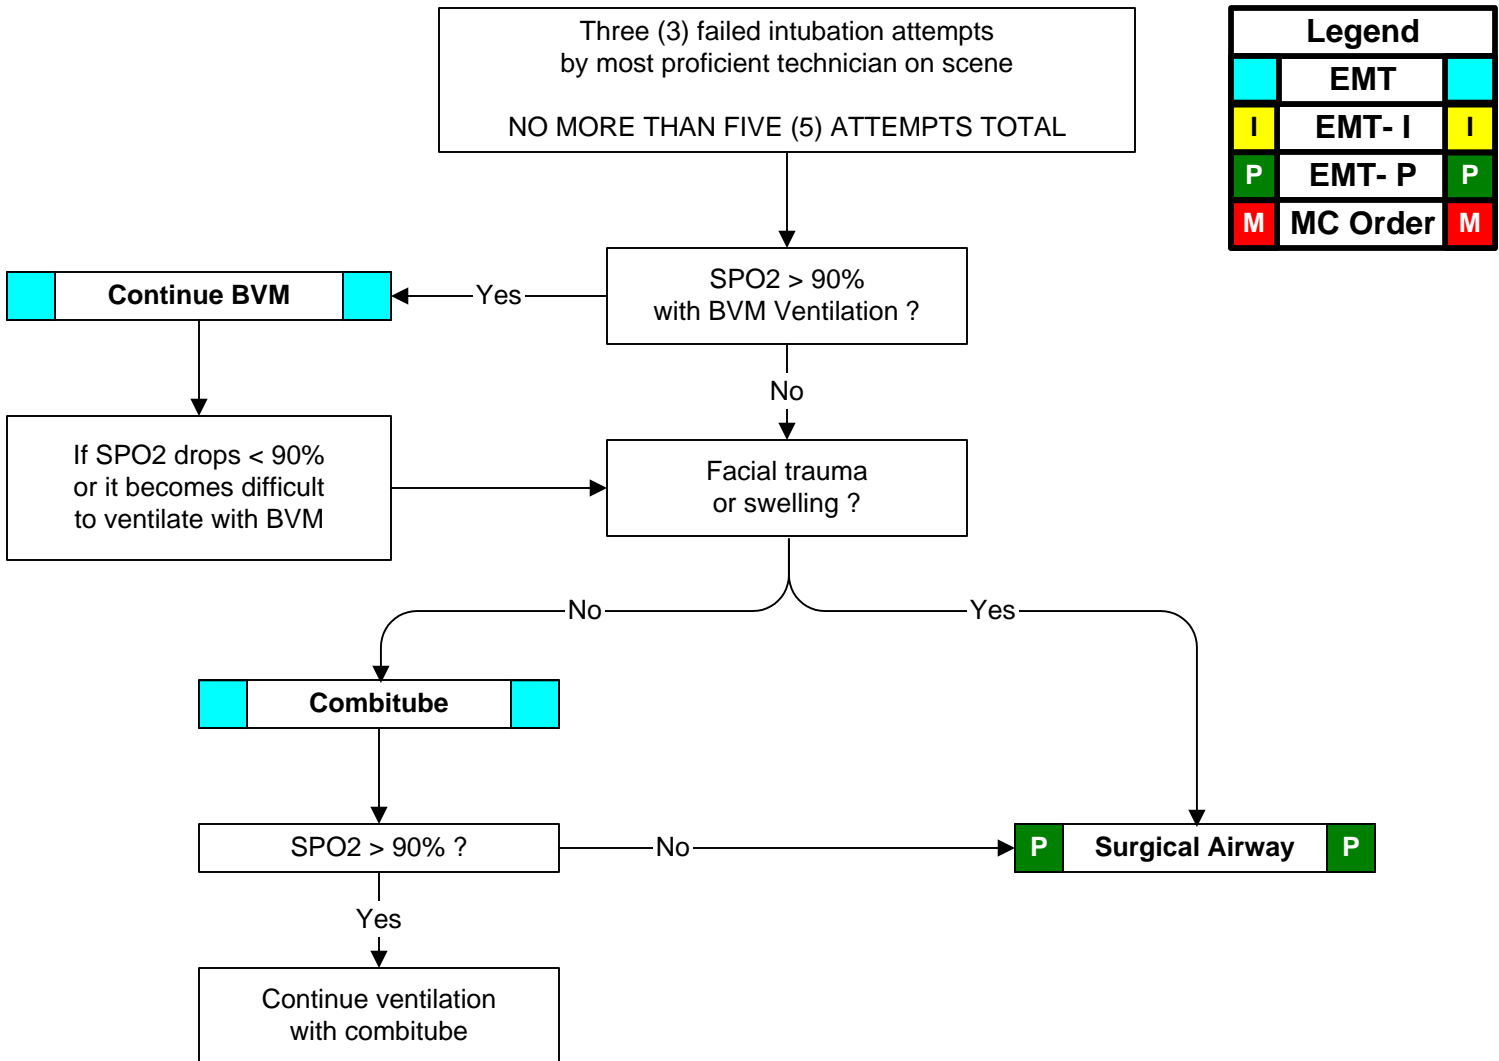 Three (3) failed intubation attempts
by most proficient technician on scene
NO MORE THAN FIVE (5) ATTEMPTS TOTAL
Legend
EMT
I EMT- I I
P EMT- P P
M MC Order M
SPO2 > 90%
with BVM Ventilation ?
Yes
Continue BVM
No
If SPO2 drops < 90%
or it becomes difficult
to ventilate with BVM
Facial trauma
or swelling ?
No
Yes
Combitube
SPO2 > 90% ?
No
P Surgical Airway P
Yes
Continue ventilation
with combitube